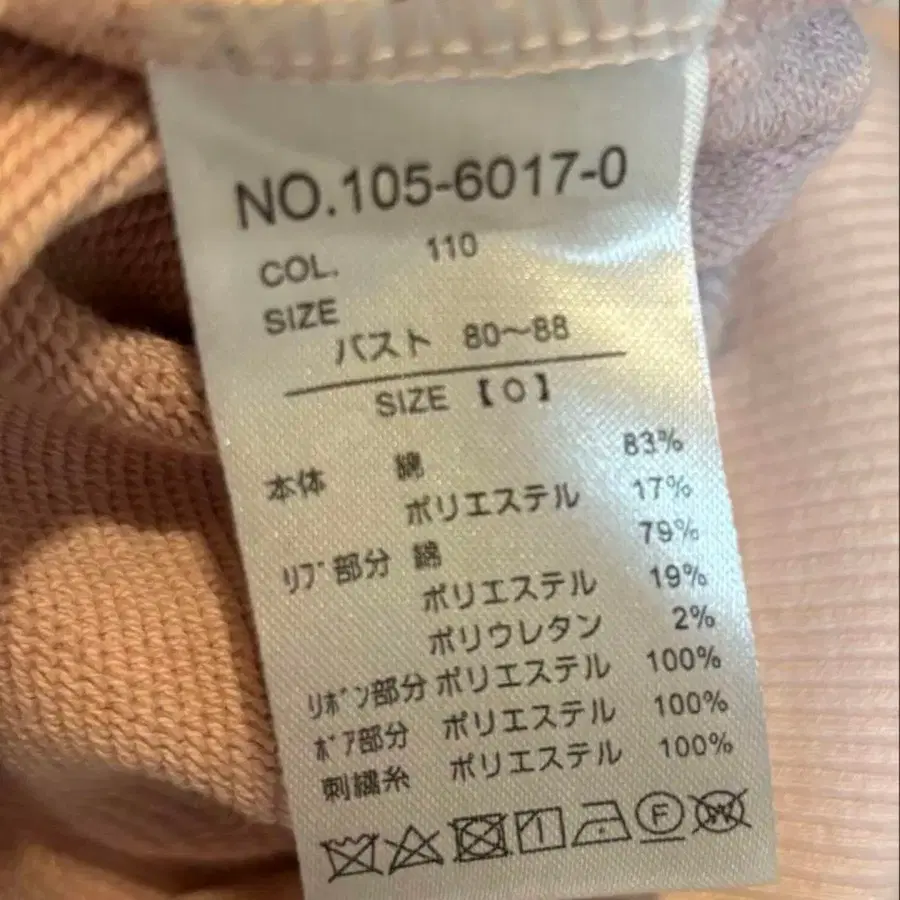 NO.105-6017-0
COL. 110
SIZE
バスト 80〜88
SIZE【0】
本体 綿 83%
ポリエステル 17%
ﾘﾌﾞ部分 綿 79%
ポリエステル 19%
ポリウレタン 2%
ﾘﾎﾞﾝ部分 ポリエステル 100%
ﾎﾞｱ部分 ポリエステル 100%
刺繍糸 ポリエステル 100%
F W